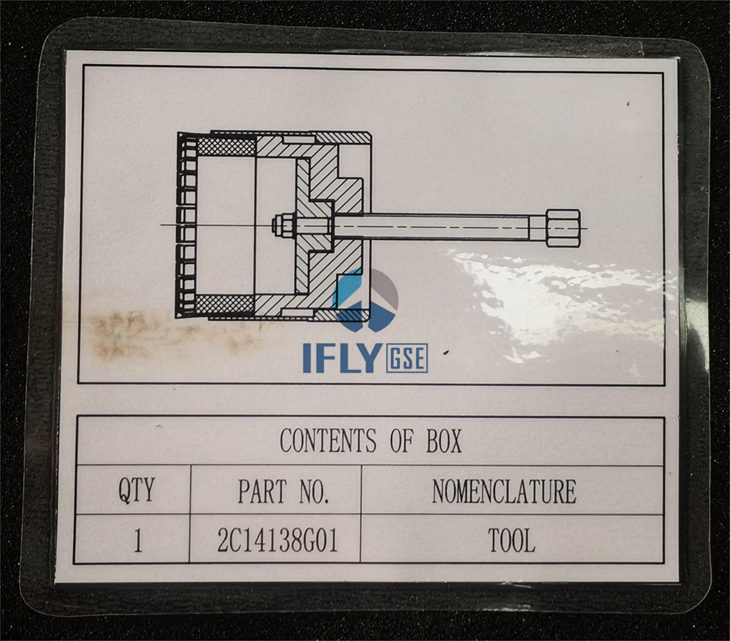 IFLY GSE
CONTENTS OF BOX
QTY PART NO. NOMENCLATURE
1 2C14138G01 TOOL